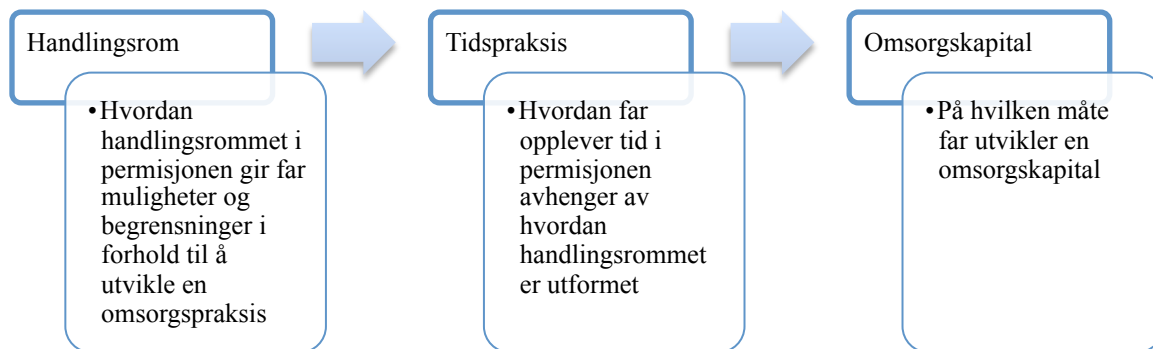 Handlingsrom
•Hvordan
handlingsrommet i
permisjonen gir far
muligheter og
begrensninger i
forhold til å
utvikle en
omsorgspraksis
Tidspraksis
•Hvordan far
opplever tid i
permisjonen
avhenger av
hvordan
handlingsrommet
er utformet
Omsorgskapital
•På hvilken måte
far utvikler en
omsorgskapital